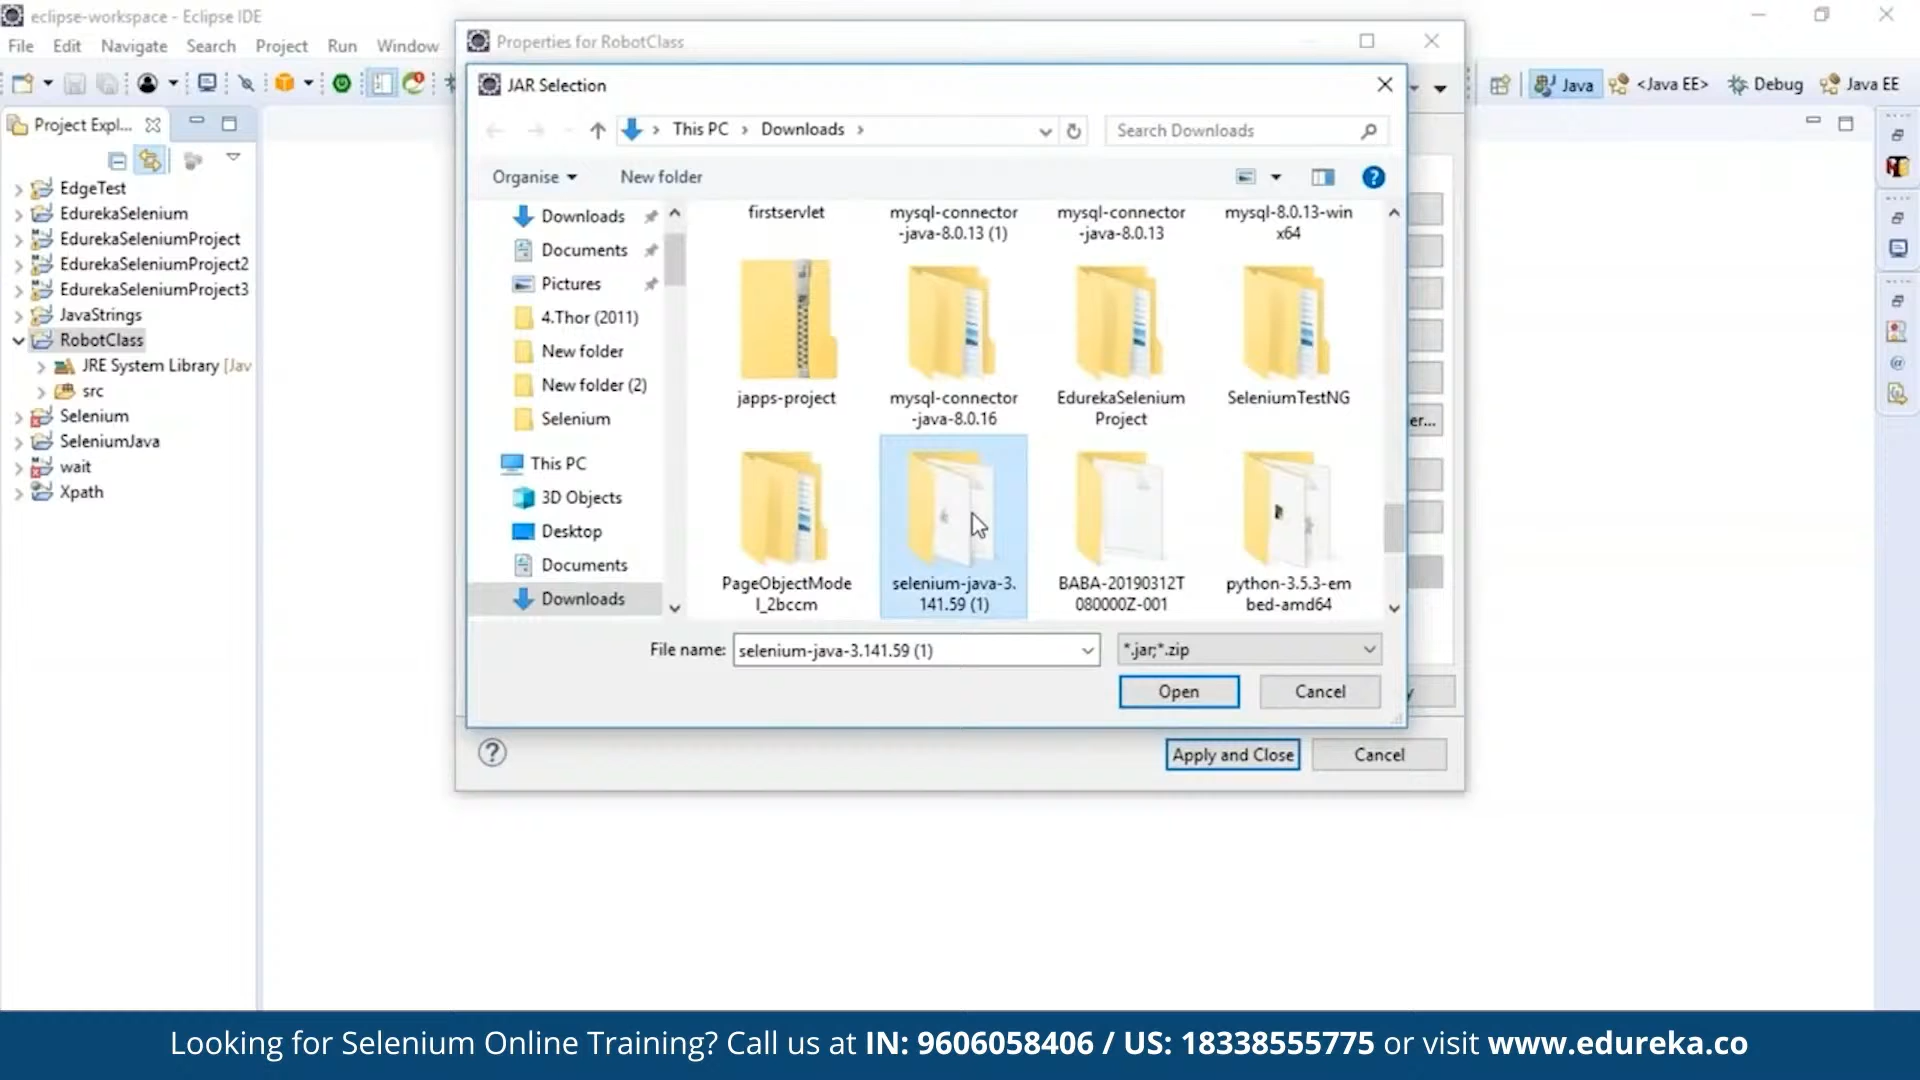 eclipse-workspace - Eclipse IDE
File Edit Navigate Search Project Run Window
Project Expl...
EdgeTest
EdurekaSelenium
EdurekaSeleniumProject
EdurekaSeleniumProject2
EdurekaSeleniumProject3
JavaStrings
RobotClass
JRE System Library [Jav
src
Selenium
SeleniumJava
wait
Xpath
Properties for RobotClass
JAR Selection
This PC > Downloads >
Search Downloads
Organise
New folder
Downloads
Documents
Pictures
4.Thor (2011)
New folder
New folder (2)
Selenium
This PC
3D Objects
Desktop
Documents
Downloads
firstservlet
mysql-connector
-java-8.0.13 (1)
mysql-connector
-java-8.0.13
mysql-8.0.13-win
x64
japps-project
mysql-connector
-java-8.0.16
EdurekaSelenium
Project
SeleniumTestNG
PageObjectMode
l_2bccm
selenium-java-3.
141.59 (1)
BABA-20190312T
080000Z-001
python-3.5.3-em
bed-amd64
File name: selenium-java-3.141.59 (1)
*.jar;*.zip
Open Cancel
er...
y
Apply and Close Cancel
Java <Java EE> Debug Java EE
Looking for Selenium Online Training? Call us at IN: 9606058406 / US: 18338555775 or visit www.edureka.co